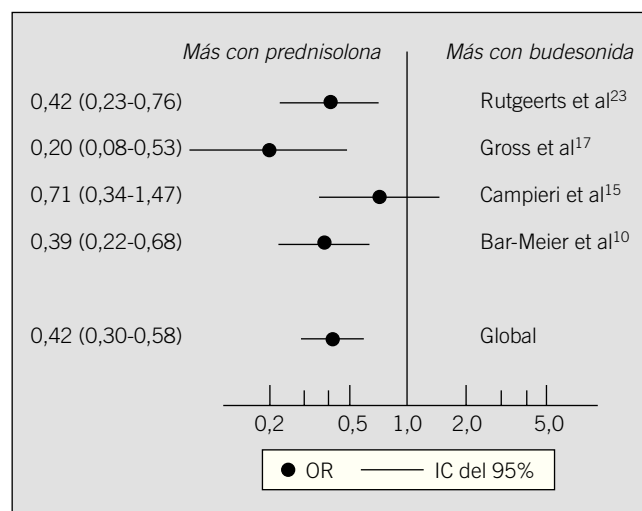 Más con prednisolona Más con budesonida
0,42 (0,23-0,76) Rutgeerts et al23
0,20 (0,08-0,53) Gross et al17
0,71 (0,34-1,47) Campieri et al15
0,39 (0,22-0,68) Bar-Meier et al10
0,42 (0,30-0,58) Global
0,2 0,5 1,0 2,0 5,0
OR IC del 95%